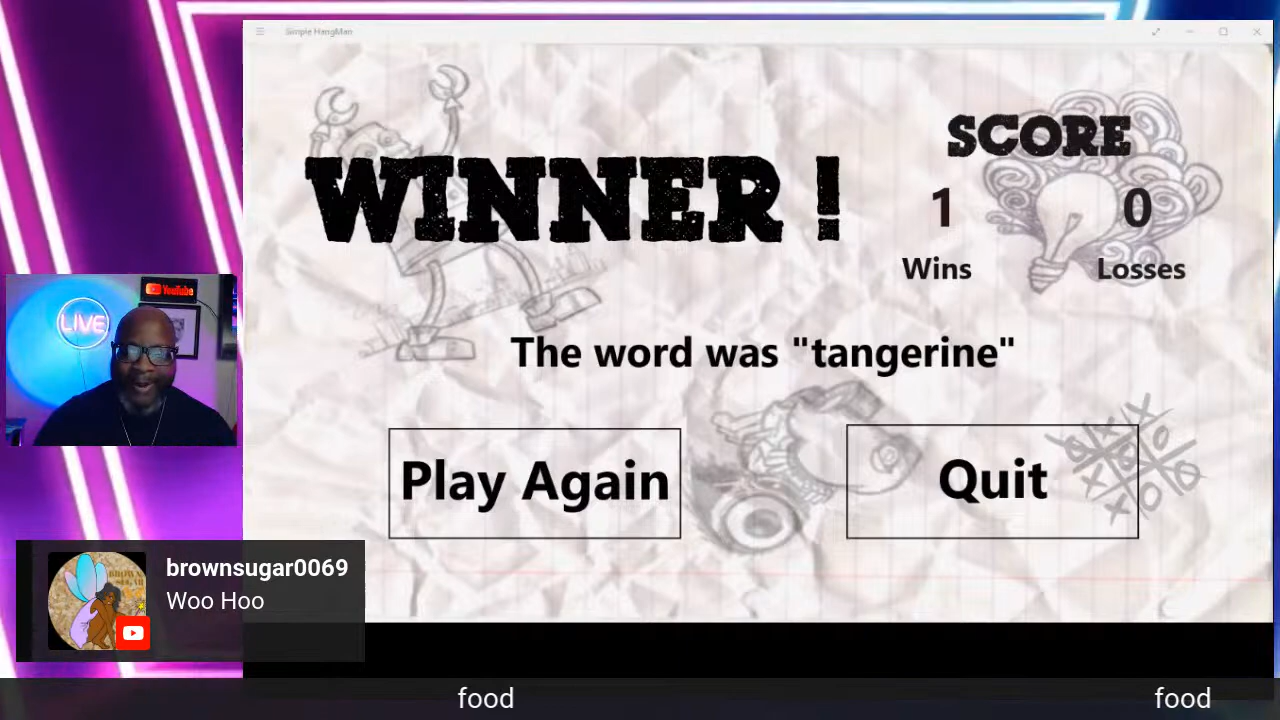 Simple HangMan
WINNER !
SCORE
1
0
Wins
Losses
The word was "tangerine"
Play Again
Quit
YouTube
LIVE
brownsugar0069
Woo Hoo
food
food